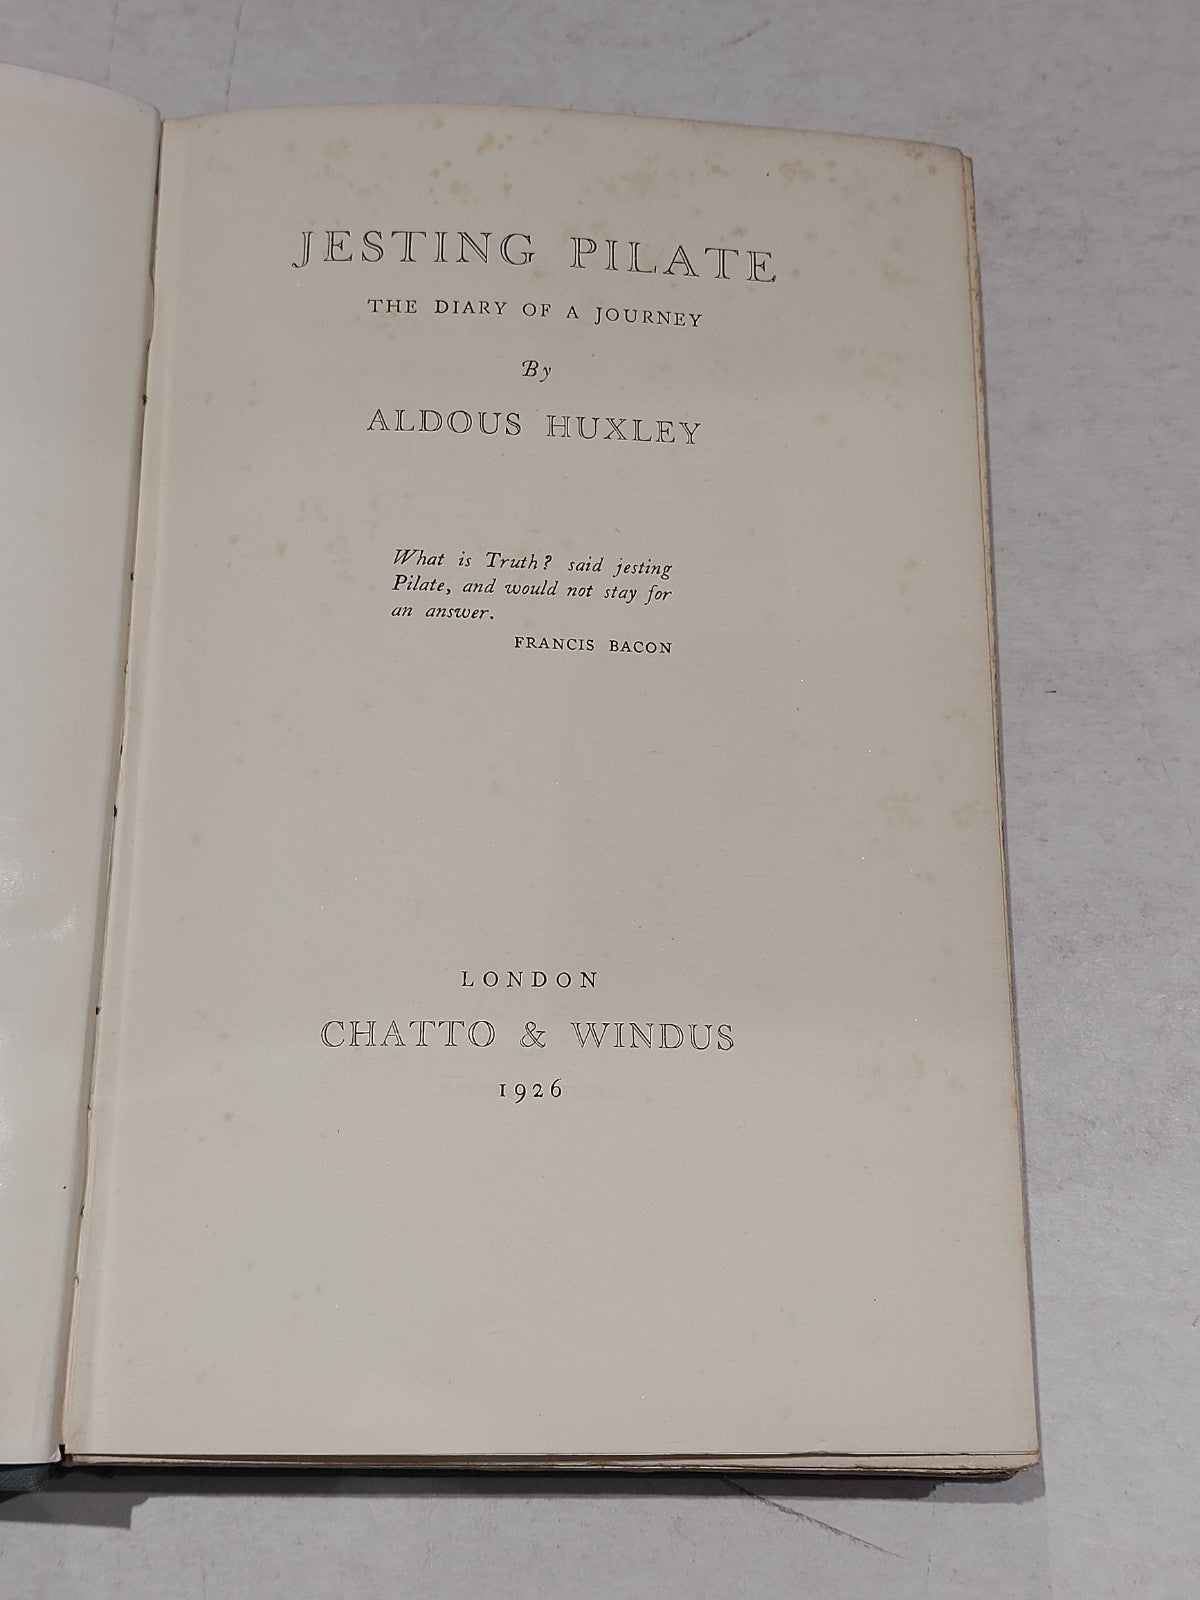 JESTING PILATE
THE DIARY OF A JOURNEY
By
ALDOUS HUXLEY
What is Truth? said jesting
Pilate, and would not stay for
an answer.
FRANCIS BACON
LONDON
CHATTO & WINDUS
1926